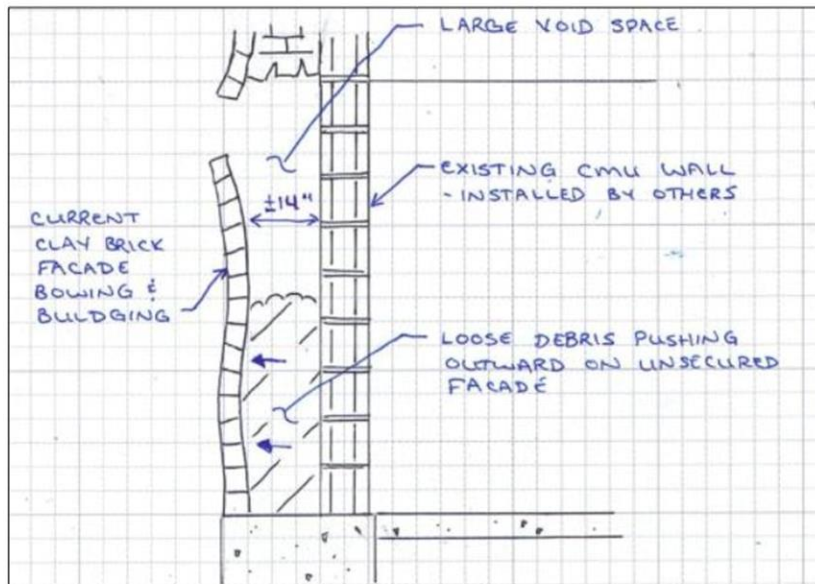 LARGE VOID SPACE
EXISTING CMU WALL
- INSTALLED BY OTHERS
±14"
CURRENT
CLAY BRICK
FACADE
BOWING &
BULDGING
LOOSE DEBRIS PUSHING
OUTWARD ON UNSECURED
FACADE